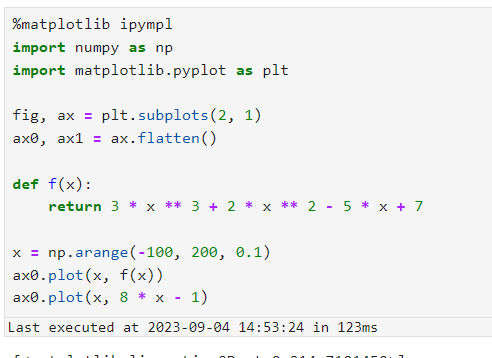 %matplotlib ipympl
import numpy as np
import matplotlib.pyplot as plt
fig, ax = plt.subplots(2, 1)
ax0, ax1 = ax.flatten()
def f(x):
    return 3 * x ** 3 + 2 * x ** 2 - 5 * x + 7
x = np.arange(-100, 200, 0.1)
ax0.plot(x, f(x))
ax0.plot(x, 8 * x - 1)
Last executed at 2023-09-04 14:53:24 in 123ms